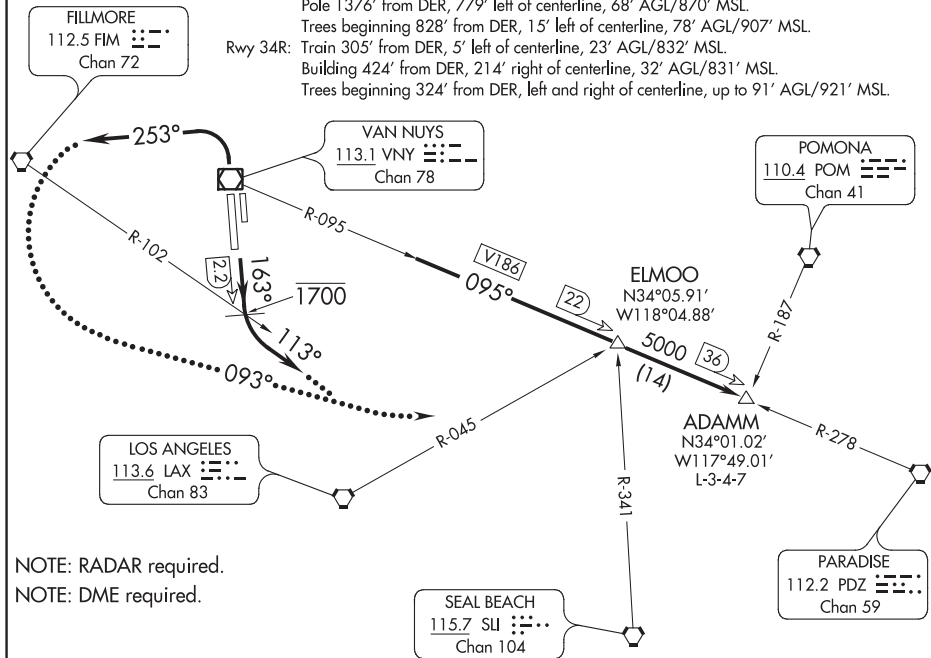 Pole 1376' from DER, 779' left of centerline, 68' AGL/870' MSL.
Trees beginning 828' from DER, 15' left of centerline, 78' AGL/907' MSL.
Rwy 34R: Train 305' from DER, 5' left of centerline, 23' AGL/832' MSL.
Building 424' from DER, 214' right of centerline, 32' AGL/831' MSL.
Trees beginning 324' from DER, left and right of centerline, up to 91' AGL/921' MSL.
FILLMORE
112.5 FIM
Chan 72
253°
VAN NUYS
113.1 VNY
Chan 78
POMONA
110.4 POM
Chan 41
R-095
R-102
2.2
163°
1700
113°
093°
V186
095°
22
ELMOO
N34°05.91'
W118°04.88'
5000
36
(14)
R-187
ADAMM
N34°01.02'
W117°49.01'
L-3-4-7
R-278
R-045
R-341
LOS ANGELES
113.6 LAX
Chan 83
NOTE: RADAR required.
NOTE: DME required.
SEAL BEACH
115.7 SLI
Chan 104
PARADISE
112.2 PDZ
Chan 59